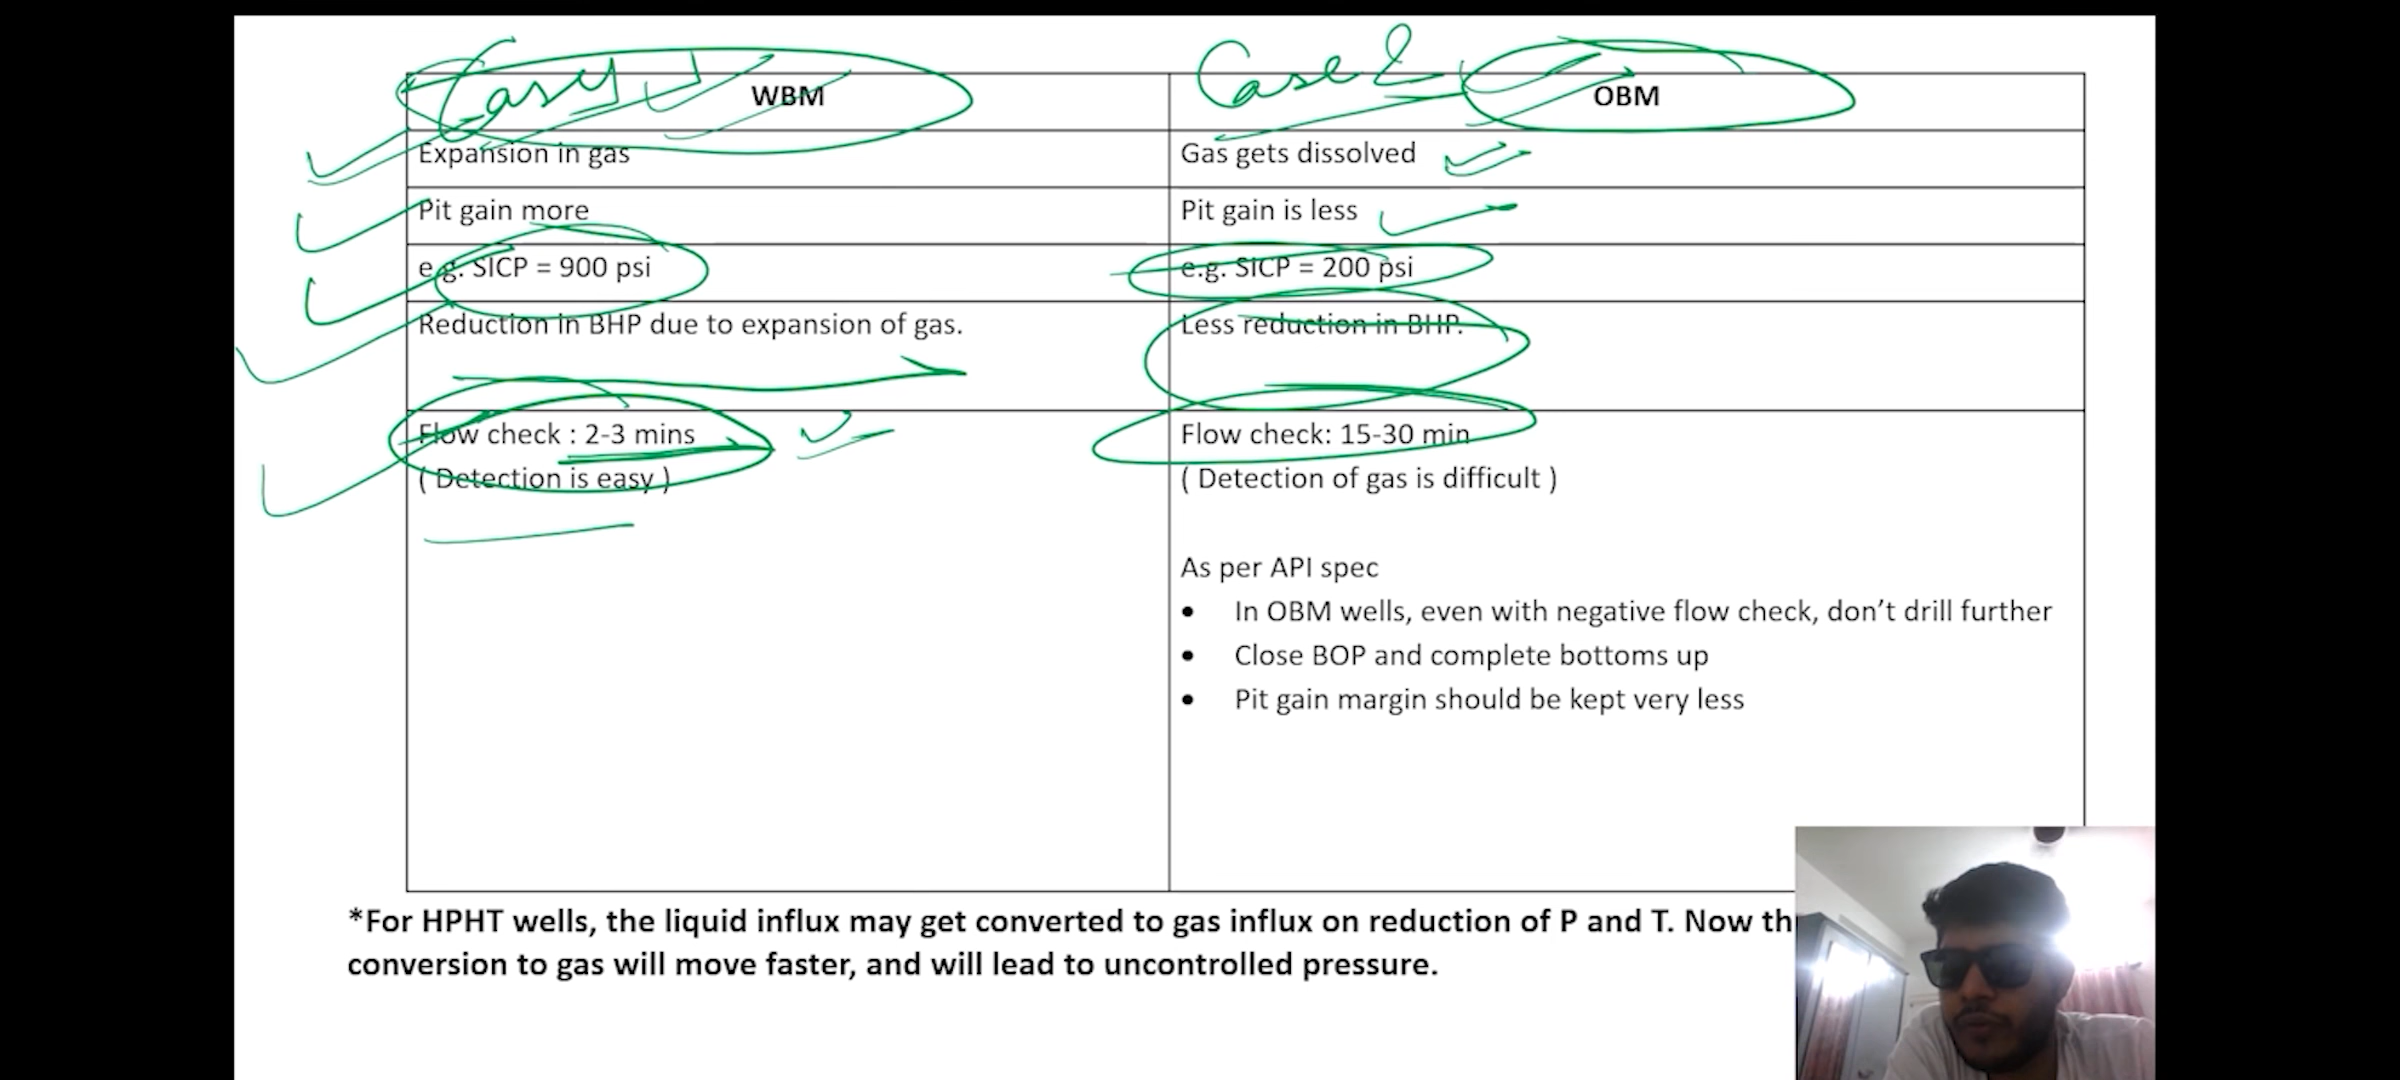 Case 1
Case 2
WBM
OBM
Expansion in gas
Gas gets dissolved
Pit gain more
Pit gain is less
e.g. SICP = 900 psi
e.g. SICP = 200 psi
Reduction in BHP due to expansion of gas.
Less reduction in BHP.
Flow check : 2-3 mins
( Detection is easy )
Flow check: 15-30 min
( Detection of gas is difficult )
As per API spec
• In OBM wells, even with negative flow check, don’t drill further
• Close BOP and complete bottoms up
• Pit gain margin should be kept very less
*For HPHT wells, the liquid influx may get converted to gas influx on reduction of P and T. Now
conversion to gas will move faster, and will lead to uncontrolled pressure.